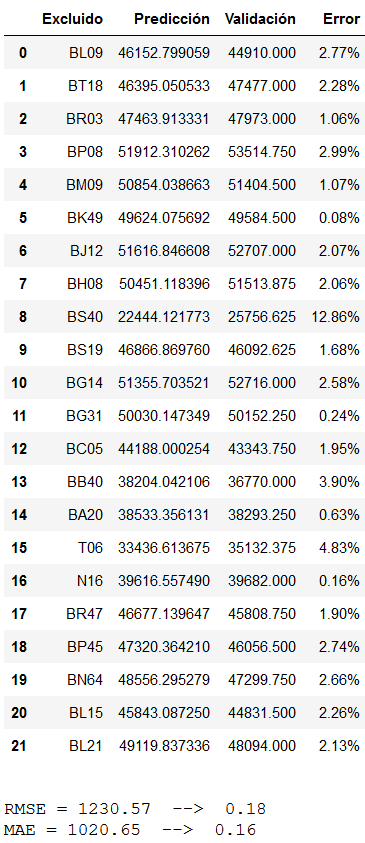 Excluido Predicción Validación Error
0 BL09 46152.799059 44910.000 2.77%
1 BT18 46395.050533 47477.000 2.28%
2 BR03 47463.913331 47973.000 1.06%
3 BP08 51912.310262 53514.750 2.99%
4 BM09 50854.038663 51404.500 1.07%
5 BK49 49624.075692 49584.500 0.08%
6 BJ12 51616.846608 52707.000 2.07%
7 BH08 50451.118396 51513.875 2.06%
8 BS40 22444.121773 25756.625 12.86%
9 BS19 46866.869760 46092.625 1.68%
10 BG14 51355.703521 52716.000 2.58%
11 BG31 50030.147349 50152.250 0.24%
12 BC05 44188.000254 43343.750 1.95%
13 BB40 38204.042106 36770.000 3.90%
14 BA20 38533.356131 38293.250 0.63%
15 T06 33436.613675 35132.375 4.83%
16 N16 39616.557490 39682.000 0.16%
17 BR47 46677.139647 45808.750 1.90%
18 BP45 47320.364210 46056.500 2.74%
19 BN64 48556.295279 47299.750 2.66%
20 BL15 45843.087250 44831.500 2.26%
21 BL21 49119.837336 48094.000 2.13%
RMSE = 1230.57 --> 0.18
MAE = 1020.65 --> 0.16